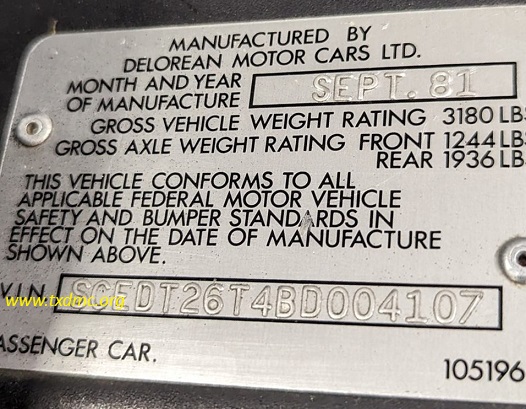 MANUFACTURED BY
DELOREAN MOTOR CARS LTD.
MONTH AND YEAR
OF MANUFACTURE SEPT. 81
GROSS VEHICLE WEIGHT RATING 3180 LBS
GROSS AXLE WEIGHT RATING FRONT 1244 LBS
REAR 1936 LBS
THIS VEHICLE CONFORMS TO ALL
APPLICABLE FEDERAL MOTOR VEHICLE
SAFETY AND BUMPER STANDARDS IN
EFFECT ON THE DATE OF MANUFACTURE
SHOWN ABOVE.
V.I.N. SCEDT26T4BD004107
www.txdmc.org
ASSENGER CAR.
105196